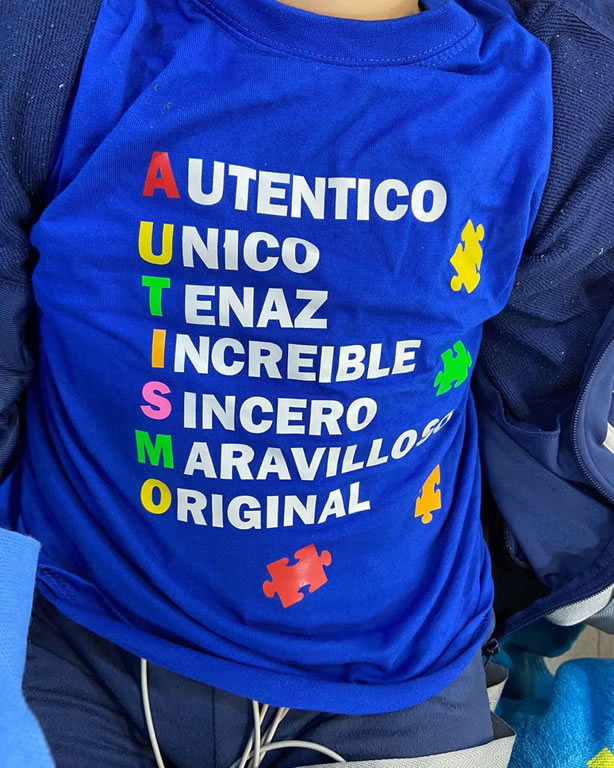 AUTENTICO
UNICO
TENAZ
INCREIBLE
SINCERO
MARAVILLOSO
ORIGINAL